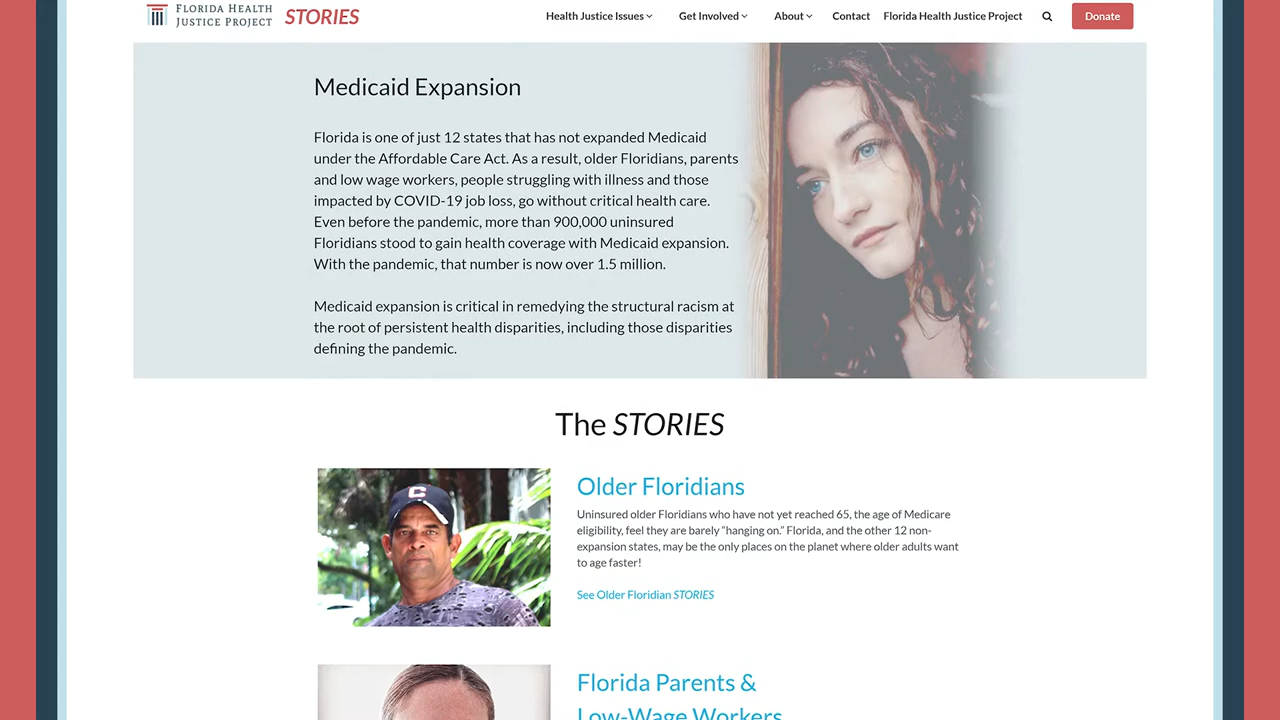 FLORIDA HEALTH
JUSTICE PROJECT
STORIES
Health Justice Issues
Get Involved
About
Contact
Florida Health Justice Project
Donate
Medicaid Expansion
Florida is one of just 12 states that has not expanded Medicaid
under the Affordable Care Act. As a result, older Floridians, parents
and low wage workers, people struggling with illness and those
impacted by COVID-19 job loss, go without critical health care.
Even before the pandemic, more than 900,000 uninsured
Floridians stood to gain health coverage with Medicaid expansion.
With the pandemic, that number is now over 1.5 million.
Medicaid expansion is critical in remedying the structural racism at
the root of persistent health disparities, including those disparities
defining the pandemic.
The STORIES
C
Older Floridians
Uninsured older Floridians who have not yet reached 65, the age of Medicare
eligibility, feel they are barely “hanging on.” Florida, and the other 12 non-
expansion states, may be the only places on the planet where older adults want
to age faster!
See Older Floridian STORIES
Florida Parents &
Low-Wage Workers